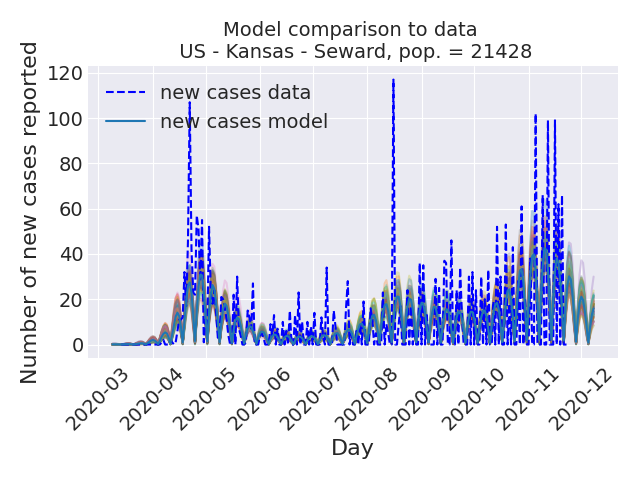 Model comparison to data
US - Kansas - Seward, pop. = 21428
Number of new cases reported
120
100
80
60
40
20
0
new cases data
new cases model
2020-03
2020-04
2020-05
2020-06
2020-07
2020-08
2020-09
2020-10
2020-11
2020-12
Day